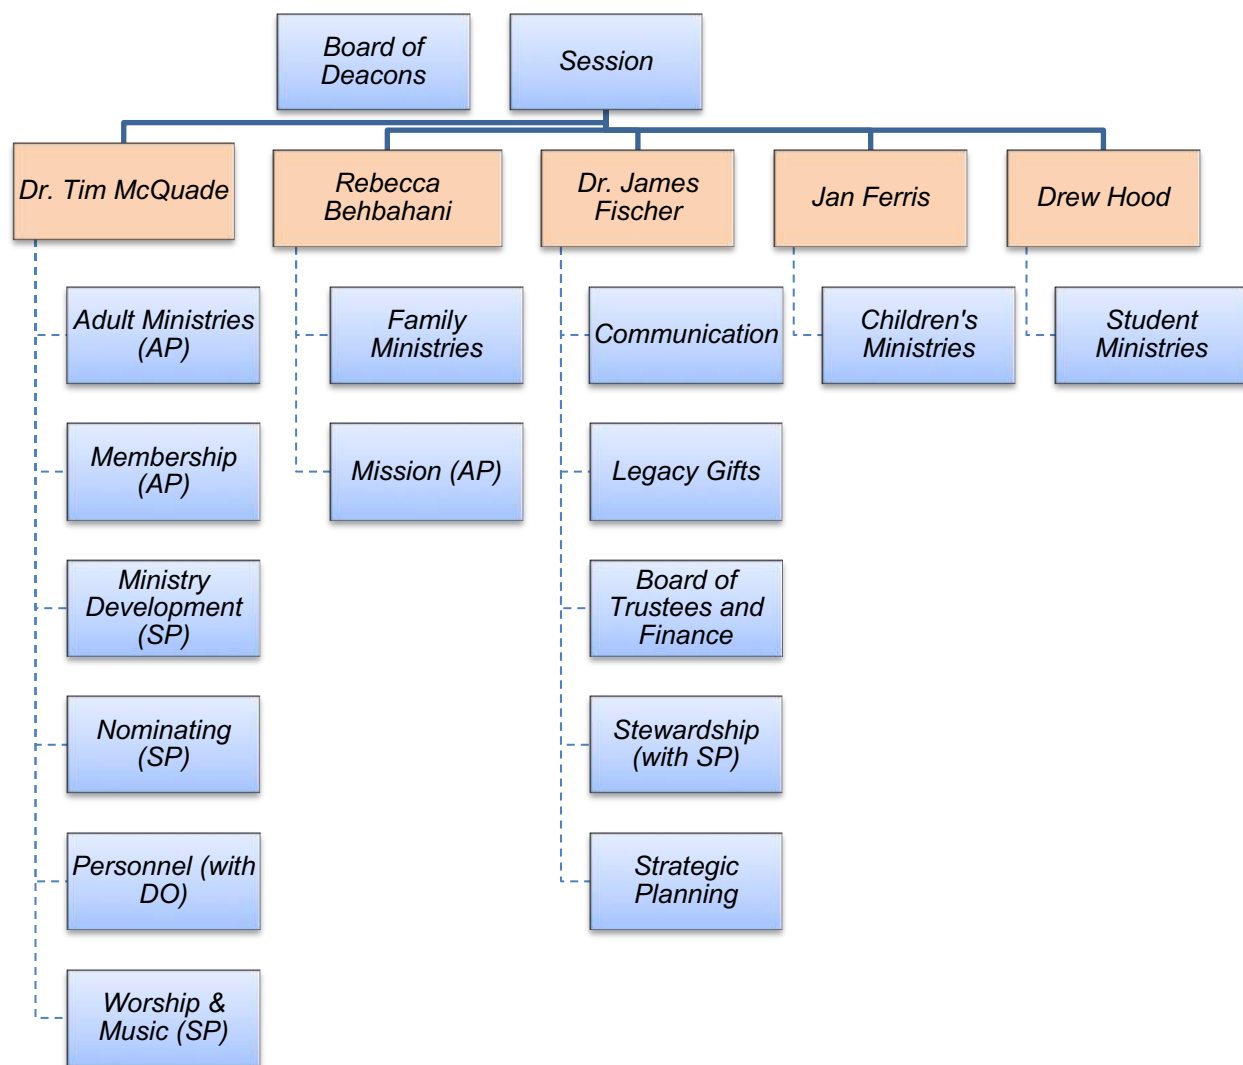 Board of
Deacons
Session
Dr. Tim McQuade
Rebecca
Behbahani
Dr. James
Fischer
Jan Ferris
Drew Hood
Adult Ministries
(AP)
Family
Ministries
Communication
Children's
Ministries
Student
Ministries
Membership
(AP)
Mission (AP)
Legacy Gifts
Ministry
Development
(SP)
Board of
Trustees and
Finance
Nominating
(SP)
Stewardship
(with SP)
Personnel (with
DO)
Strategic
Planning
Worship &
Music (SP)